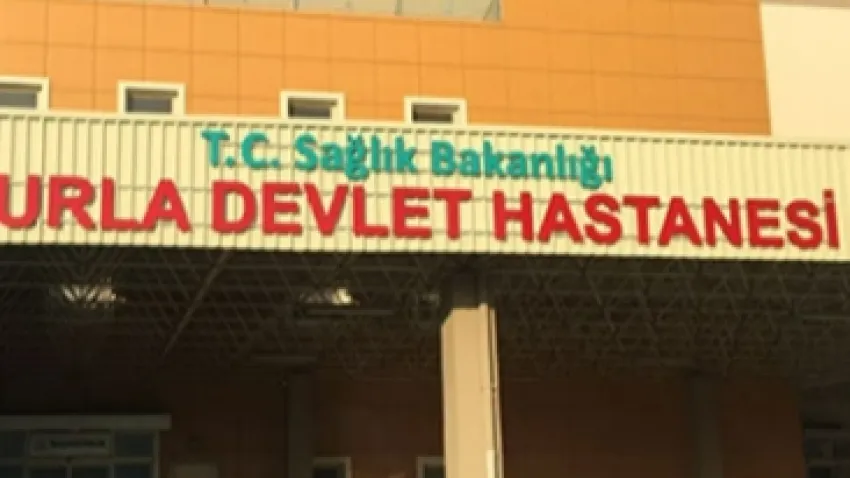 T.C. Sağlık Bakanlığı
URLA DEVLET HASTANESİ